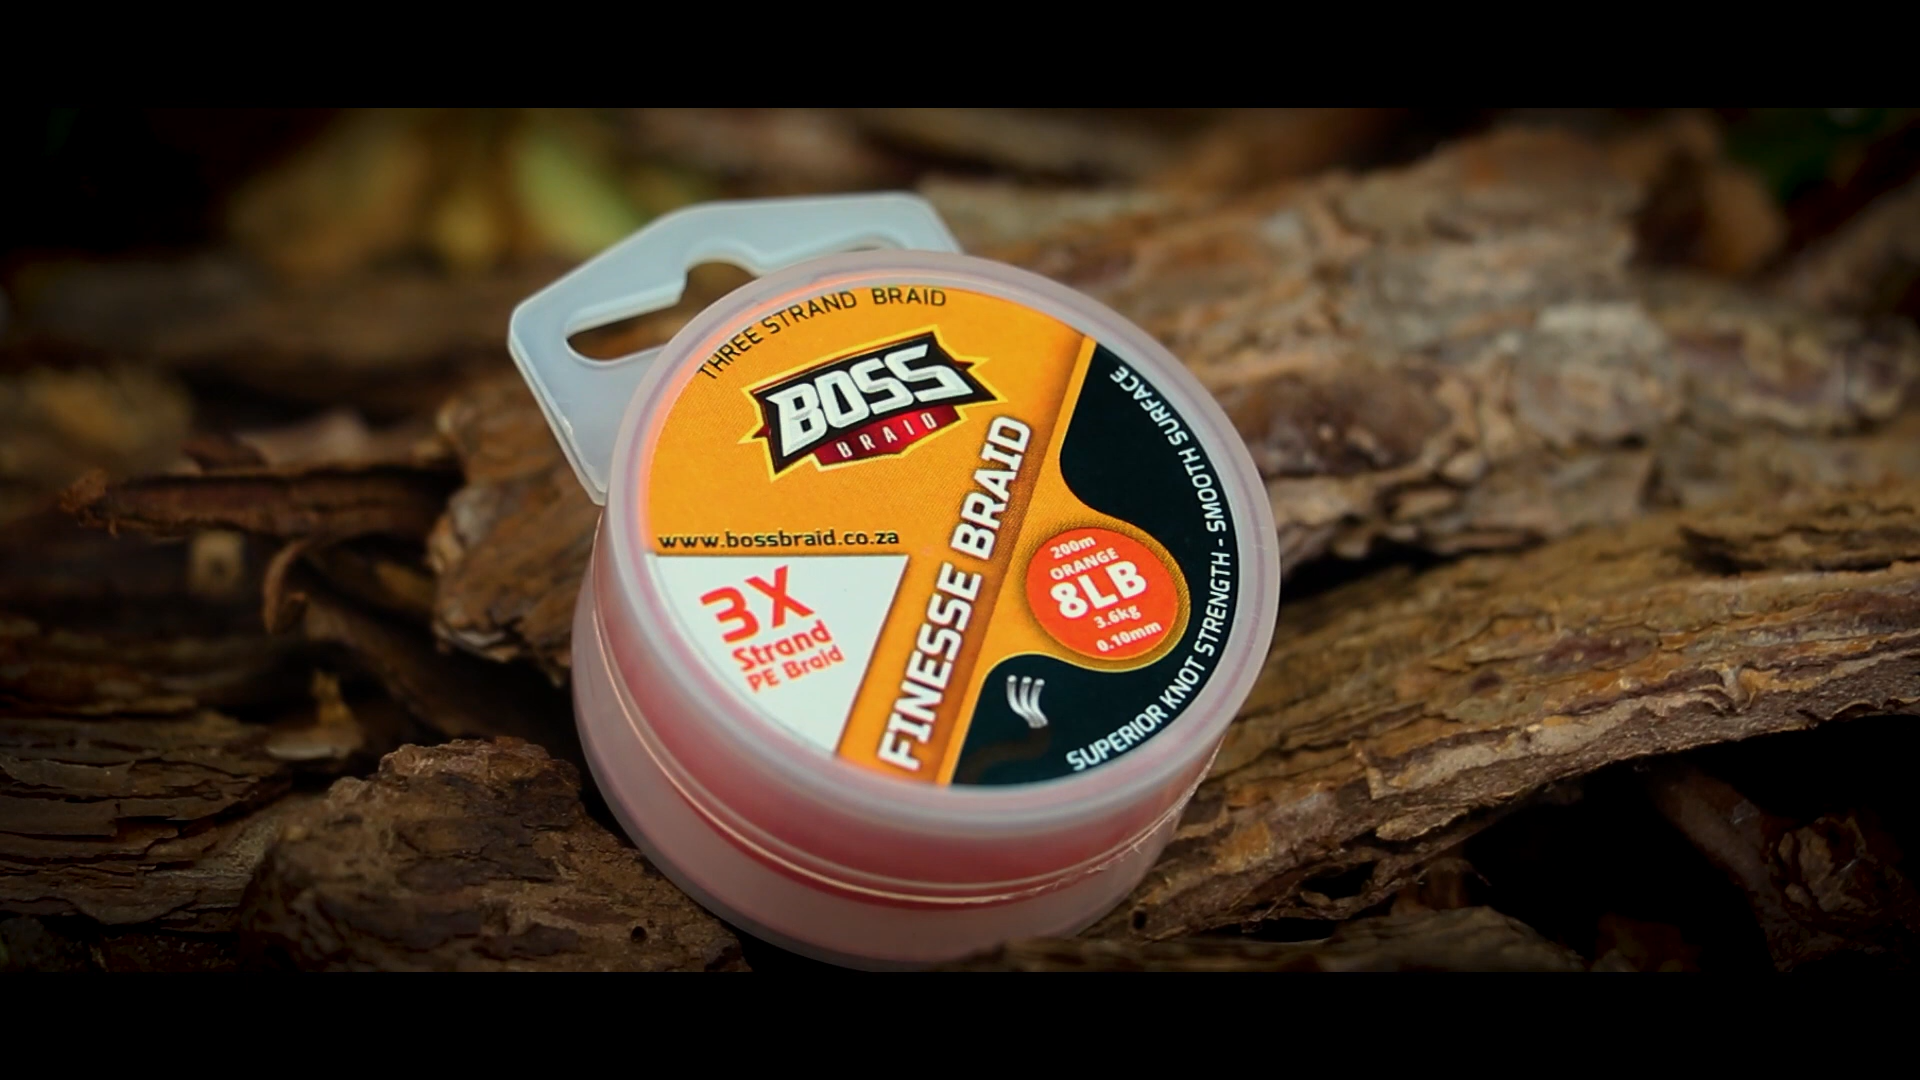 THREE STRAND BRAID
BOSS
BRAID
www.bossbraid.co.za
3X
Strand
PE Braid
FINESSE BRAID
200m
ORANGE
8LB
3.6kg
0.10mm
SUPERIOR KNOT STRENGTH - SMOOTH SURFACE